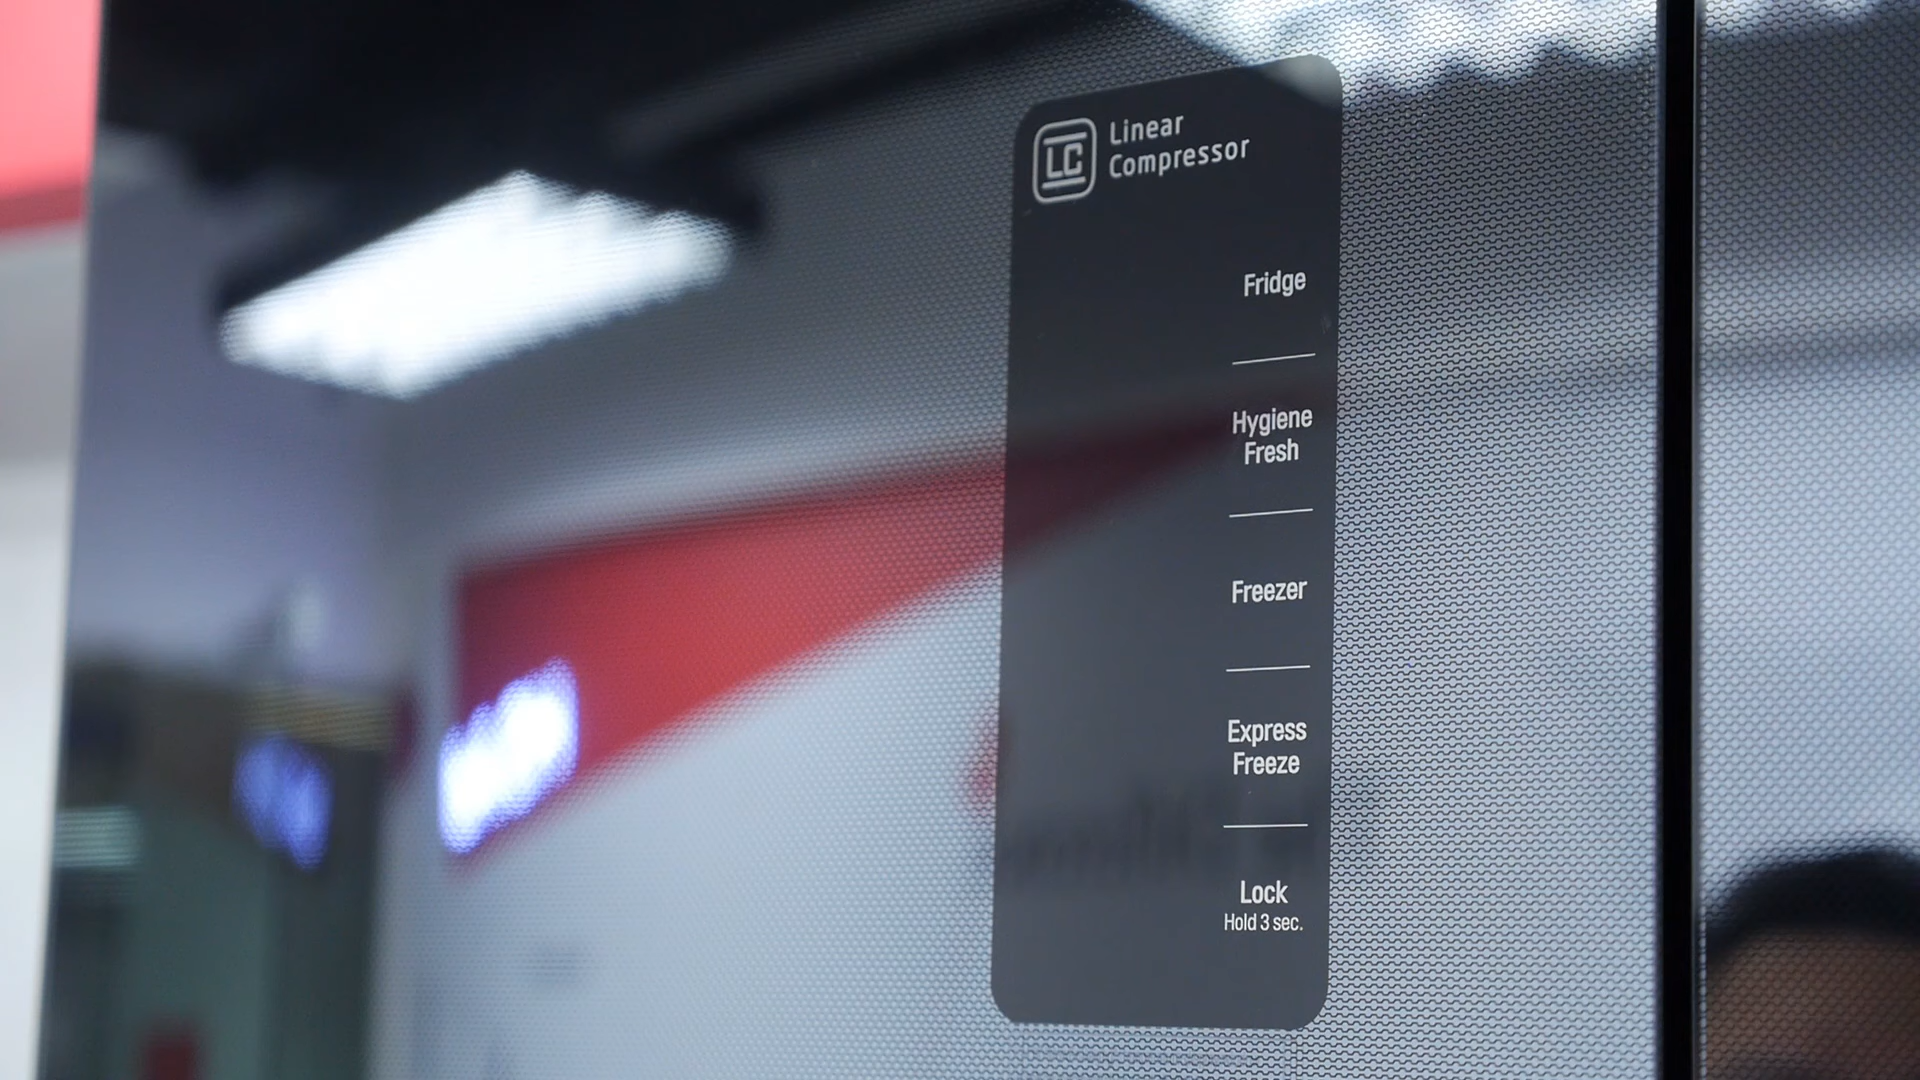 LC
Linear
Compressor
Fridge
Hygiene
Fresh
Freezer
Express
Freeze
Lock
Hold 3 sec.